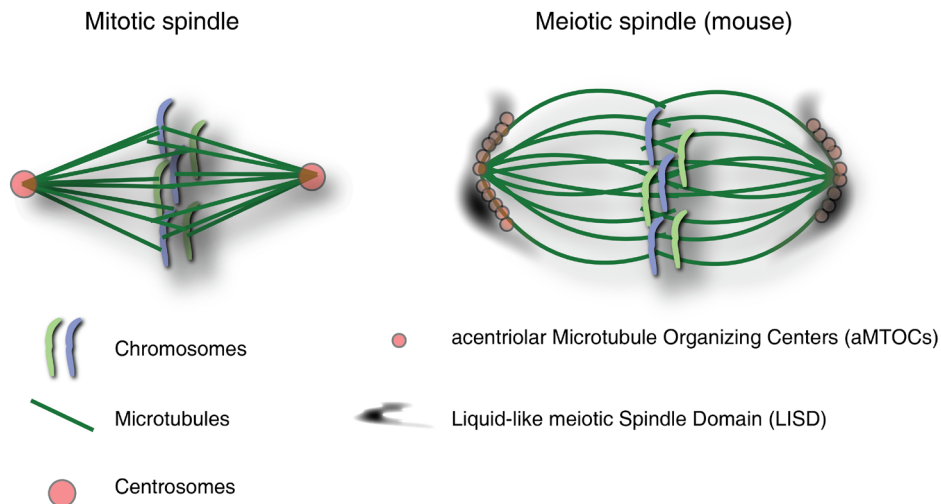 Mitotic spindle
Meiotic spindle (mouse)
Chromosomes
acentriolar Microtubule Organizing Centers (aMTOCs)
Microtubules
Liquid-like meiotic Spindle Domain (LISD)
Centrosomes